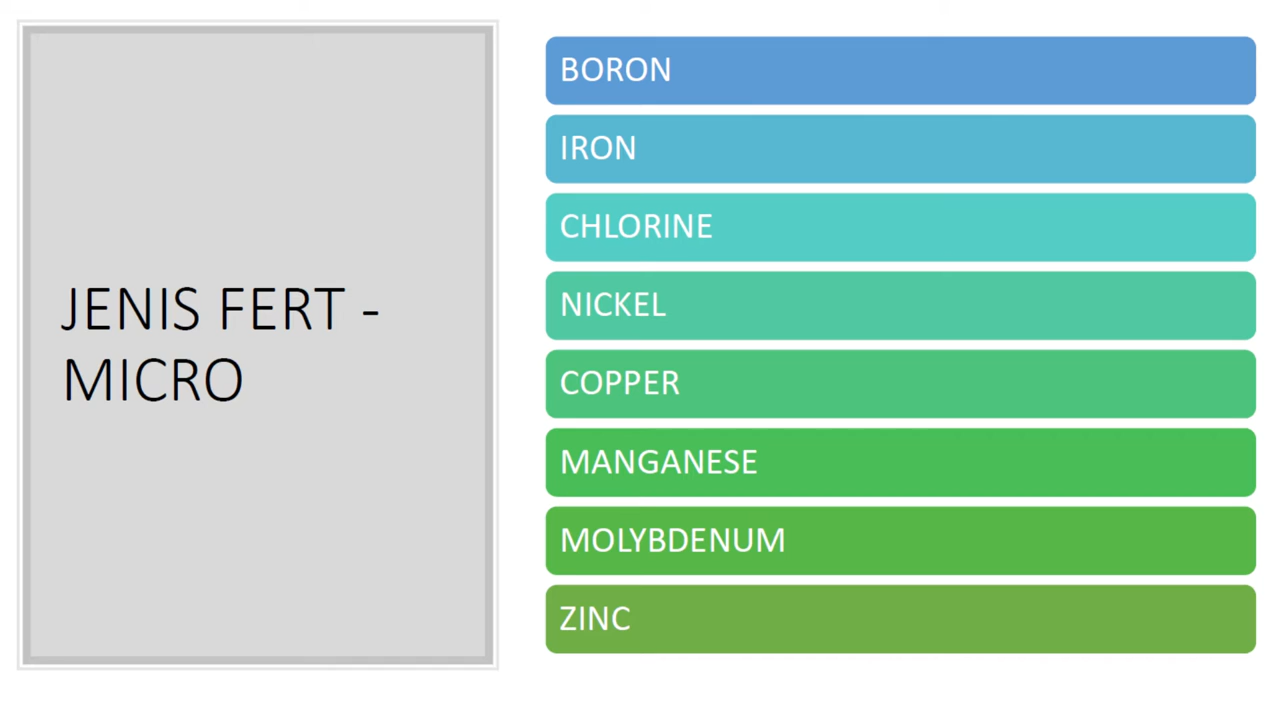 JENIS FERT -
MICRO
BORON
IRON
CHLORINE
NICKEL
COPPER
MANGANESE
MOLYBDENUM
ZINC